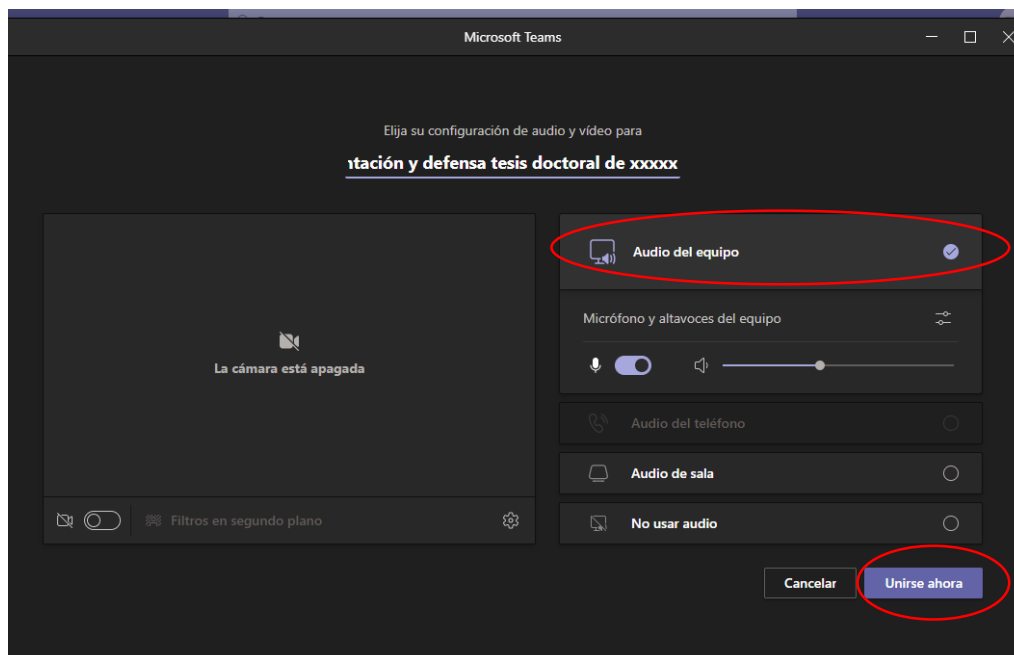 Microsoft Teams
Elija su configuración de audio y vídeo para
ntación y defensa tesis doctoral de xxxxx
Audio del equipo
Micrófono y altavoces del equipo
La cámara está apagada
Audio del teléfono
Audio de sala
Filtros en segundo plano
No usar audio
Cancelar
Unirse ahora